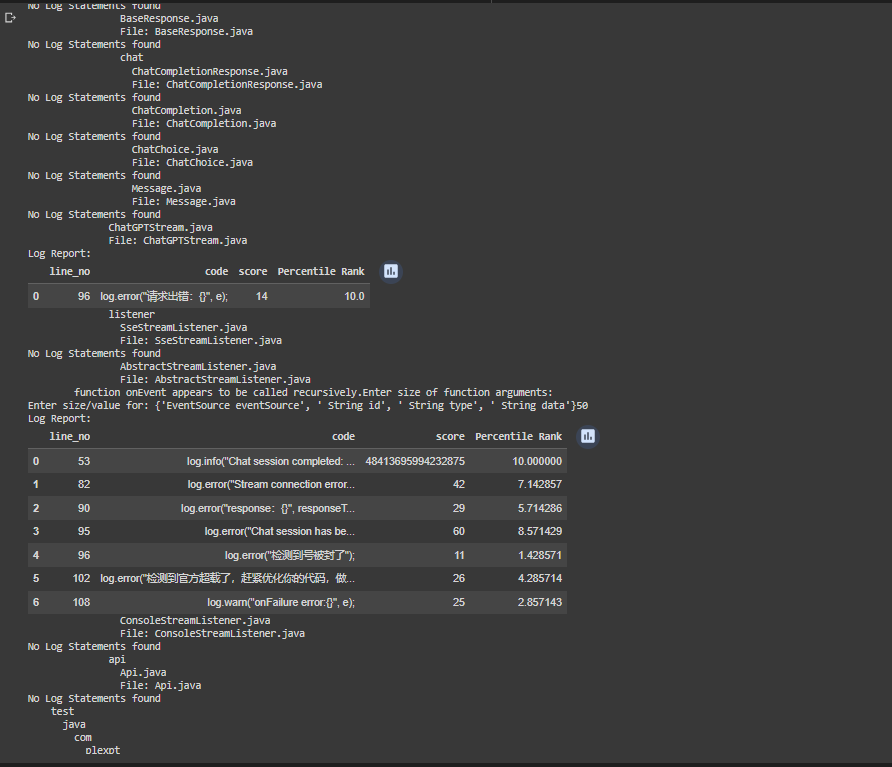 No Log Statements found
BaseResponse.java
File: BaseResponse.java
No Log Statements found
chat
ChatCompletionResponse.java
File: ChatCompletionResponse.java
No Log Statements found
ChatCompletion.java
File: ChatCompletion.java
No Log Statements found
ChatChoice.java
File: ChatChoice.java
No Log Statements found
Message.java
File: Message.java
No Log Statements found
ChatGPTStream.java
File: ChatGPTStream.java
Log Report:
line_no code score Percentile Rank
0 96 log.error("请求出错：{}", e); 14 10.0
listener
SseStreamListener.java
File: SseStreamListener.java
No Log Statements found
AbstractStreamListener.java
File: AbstractStreamListener.java
function onEvent appears to be called recursively.Enter size of function arguments:
Enter size/value for: {'EventSource eventSource', ' String id', ' String type', ' String data'}50
Log Report:
line_no code score Percentile Rank
0 53 log.info("Chat session completed: ... 48413695994232875 10.000000
1 82 log.error("Stream connection error... 42 7.142857
2 90 log.error("response：{}", responseT... 29 5.714286
3 95 log.error("Chat session has be... 60 8.571429
4 96 log.error("检测到号被封了"); 11 1.428571
5 102 log.error("检测到官方超载了，赶紧优化你的代码，做... 26 4.285714
6 108 log.warn("onFailure error:{}", e); 25 2.857143
ConsoleStreamListener.java
File: ConsoleStreamListener.java
No Log Statements found
api
Api.java
File: Api.java
No Log Statements found
test
java
com
plexpt